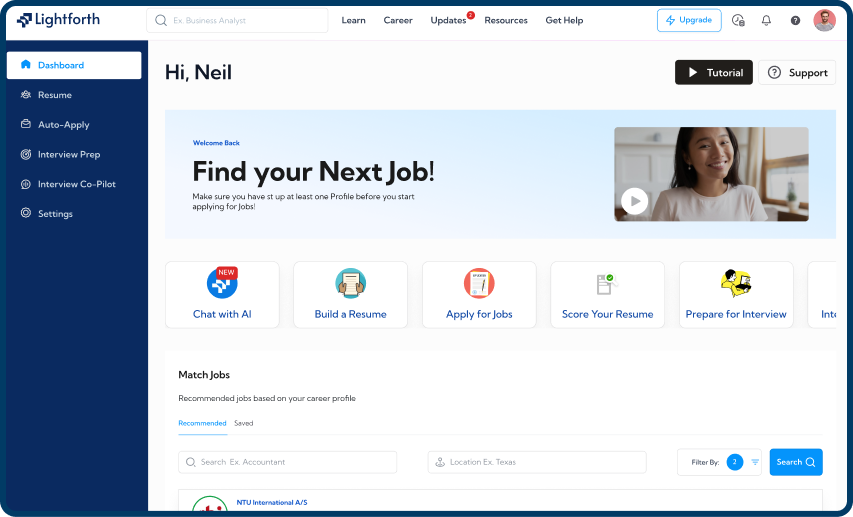 Lightforth
Ex. Business Analyst
Learn
Career
Updates
2
Resources
Get Help
Upgrade
Dashboard
Resume
Auto-Apply
Interview Prep
Interview Co-Pilot
Settings
Hi, Neil
Tutorial
Support
Welcome Back
Find your Next Job!
Make sure you have st up at least one Profile before you start
applying for Jobs!
NEW
Chat with AI
Build a Resume
Apply for Jobs
Score Your Resume
Prepare for Interview
Match Jobs
Recommended jobs based on your career profile
Recommended
Saved
Search Ex. Accountant
Location Ex, Texas
Filter By:
2
Search
NTU International A/S